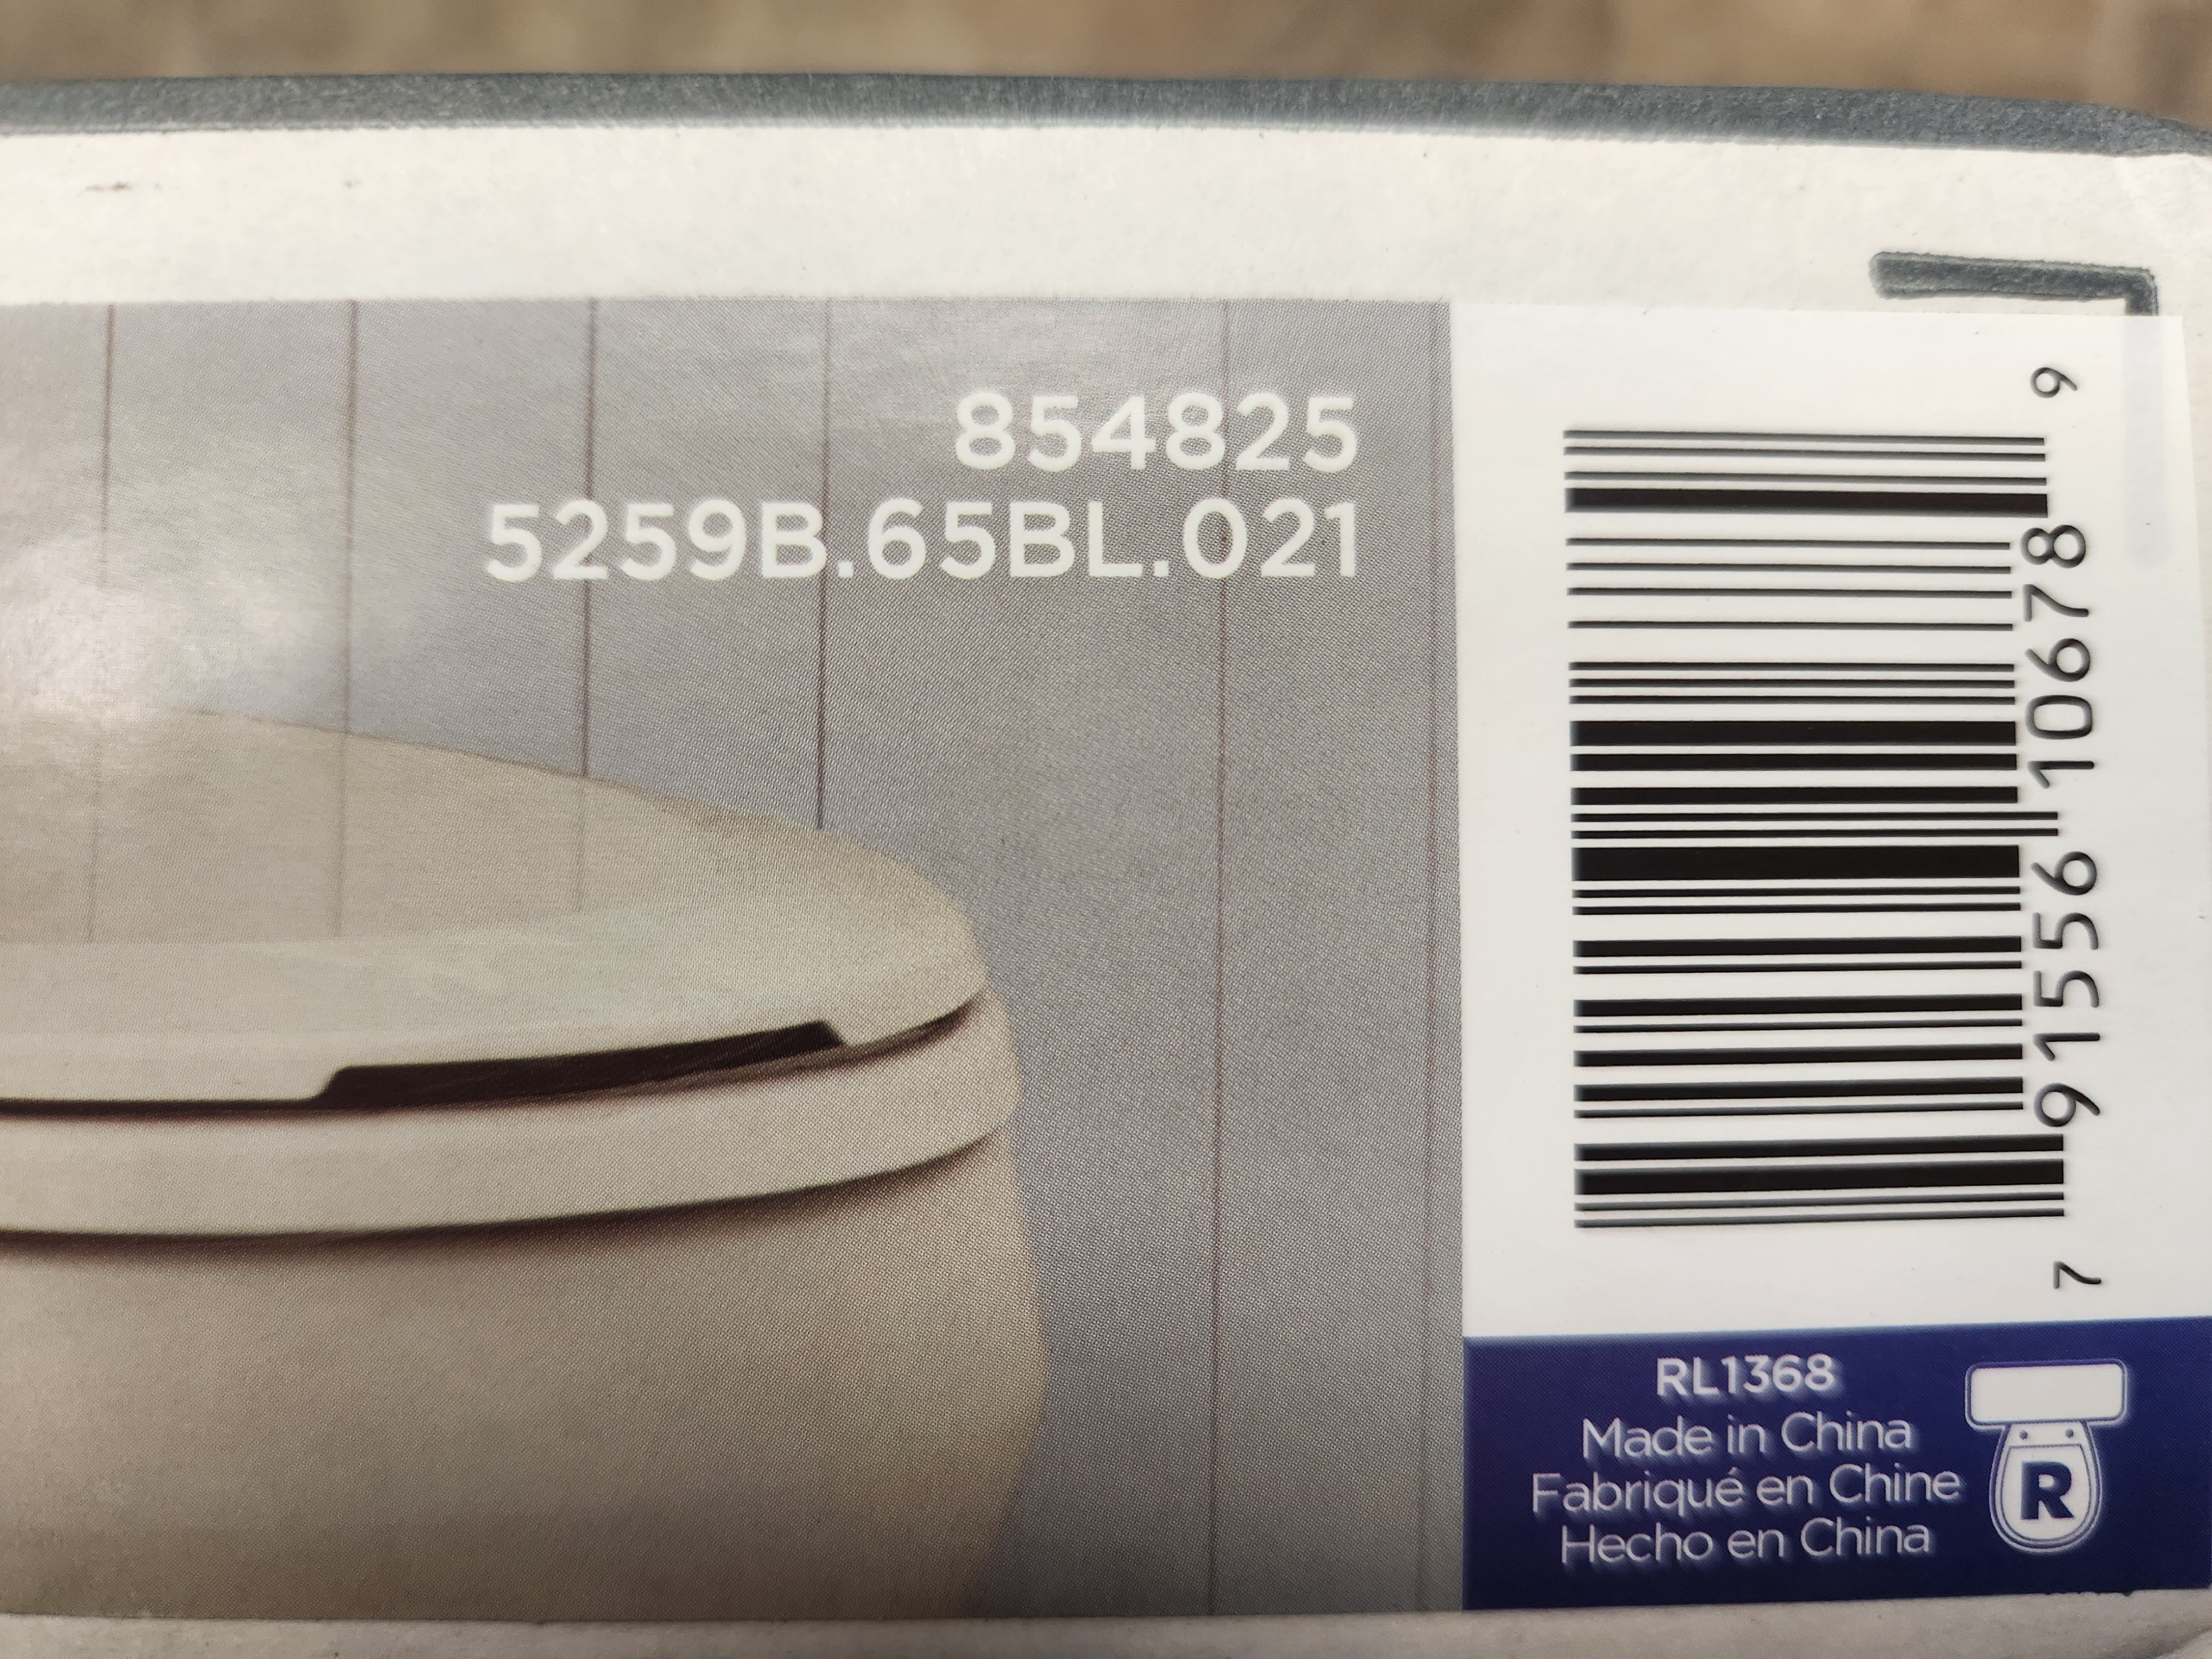 854825
5259B.65BL.021
7 91556 10678 9
RL1368
Made in China
Fabriqué en Chine
Hecho en China
R